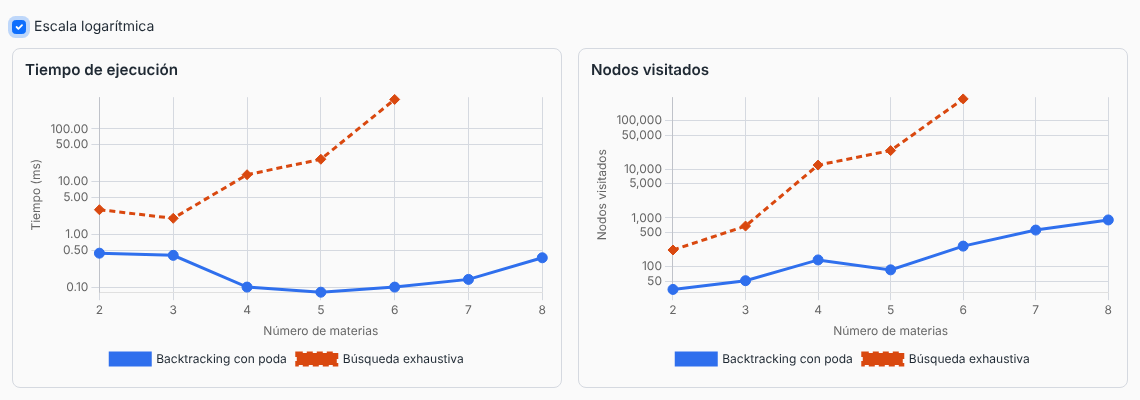 Escala logarítmica
Tiempo de ejecución
100.00
50.00
10.00
5.00
1.00
0.50
0.10
Tiempo (ms)
2 3 4 5 6 7 8
Número de materias
Backtracking con poda Búsqueda exhaustiva
Nodos visitados
100,000
50,000
10,000
5,000
1,000
500
100
50
Nodos visitados
2 3 4 5 6 7 8
Número de materias
Backtracking con poda Búsqueda exhaustiva